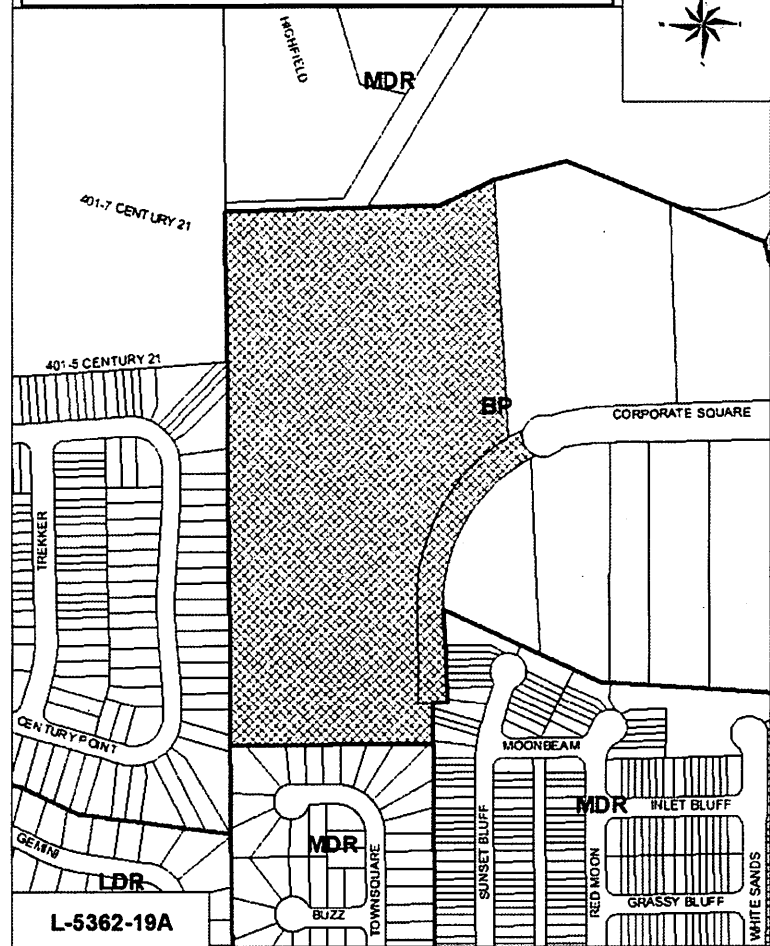 HIGHFIELD
MDR
401-7 CENTURY 21
401-5 CENTURY 21
BP
CORPORATE SQUARE
TREKKER
CENTURY POINT
MOONBEAM
MDR
INLET BLUFF
GEMINI
MDR
SUNSET BLUFF
RED MOON
LDR
TOWNSQUARE
GRASSY BLUFF
WHITE SANDS
BUZZ
L-5362-19A